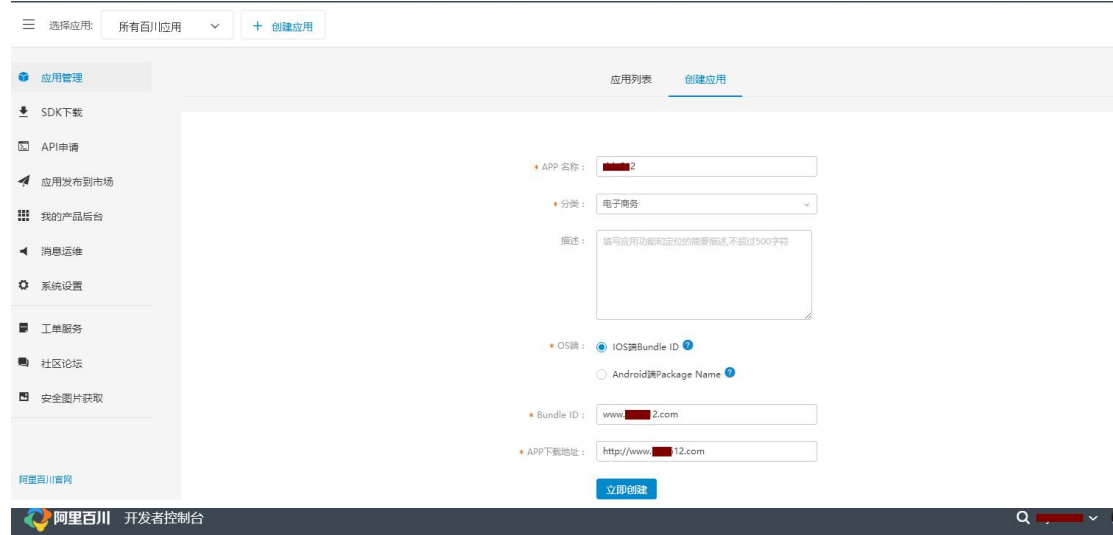 选择应用: 所有百川应用 + 创建应用
应用管理
SDK下载
API申请
应用发布到市场
我的产品后台
消息运维
系统设置
工单服务
社区论坛
安全图片获取
阿里百川官网
应用列表 创建应用
* APP 名称: 2
* 分类: 电子商务
描述: 填写应用功能和定位的简要描述,不超过500字符
* OS端: IOS端Bundle ID ?
Android端Package Name ?
* Bundle ID: www. 2.com
* APP下载地址: http://www. 12.com
立即创建
阿里百川 开发者控制台